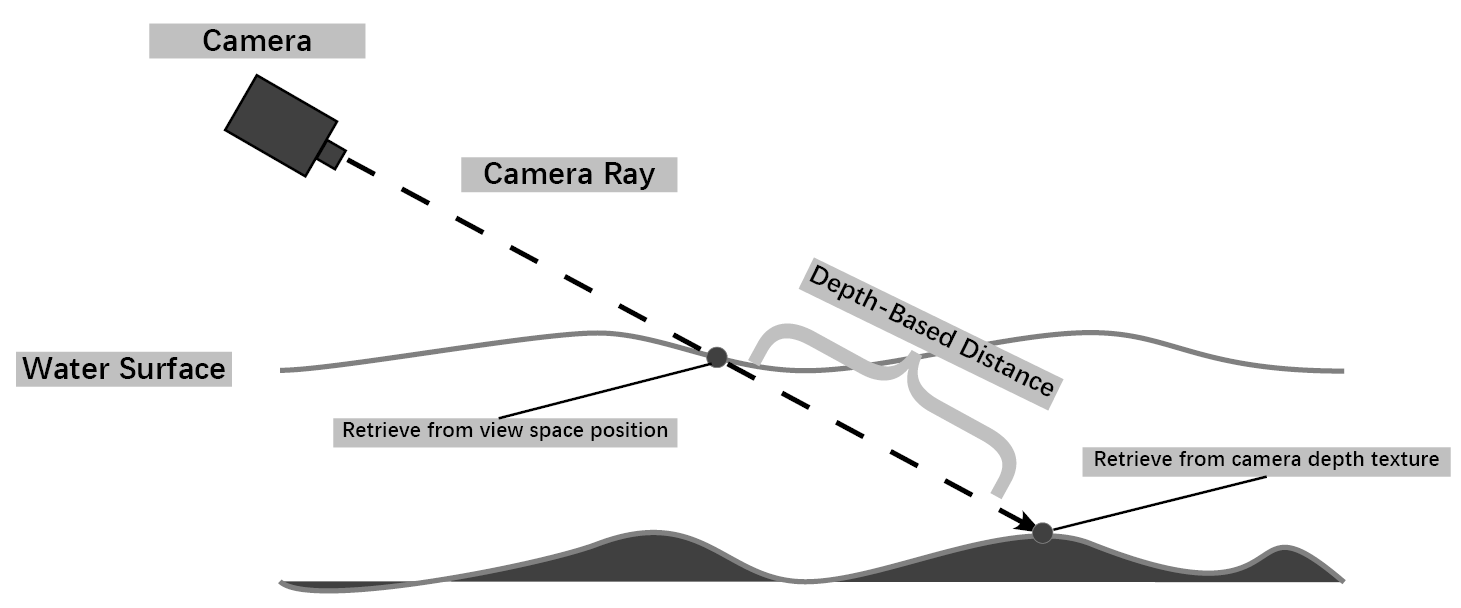 Camera
Camera Ray
Depth-Based Distance
Water Surface
Retrieve from view space position
Retrieve from camera depth texture